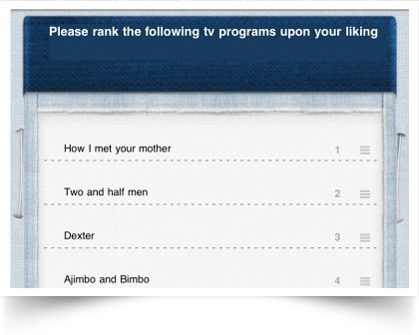 Please rank the following tv programs upon your liking
How I met your mother 1
Two and half men 2
Dexter 3
Ajimbo and Bimbo 4